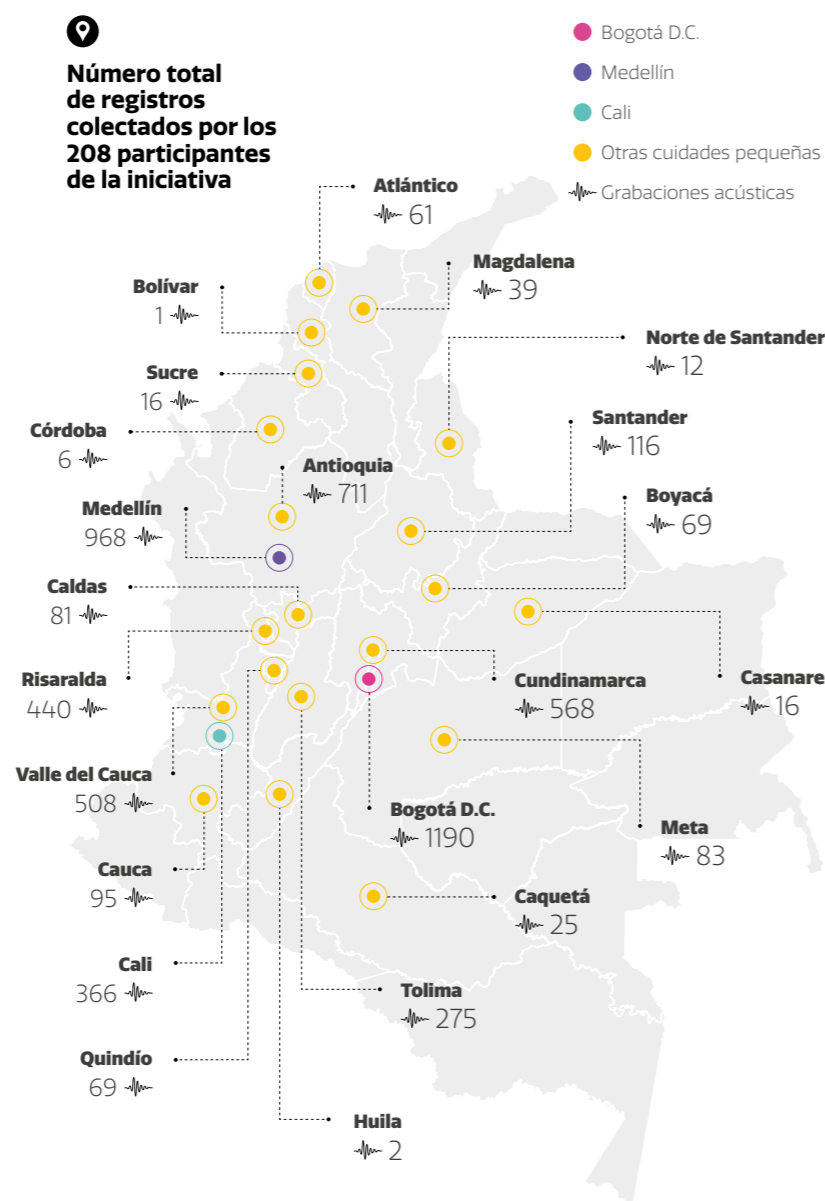 Número total
de registros
colectados por los
208 participantes
de la iniciativa
Bogotá D.C.
Medellín
Cali
Otras cuidades pequeñas
Grabaciones acústicas
Atlántico
61
Magdalena
39
Bolívar
1
Norte de Santander
12
Sucre
16
Santander
116
Córdoba
6
Antioquia
711
Boyacá
69
Medellín
968
Caldas
81
Risaralda
440
Cundinamarca
568
Casanare
16
Valle del Cauca
508
Bogotá D.C.
1190
Meta
83
Cauca
95
Caquetá
25
Cali
366
Tolima
275
Quindío
69
Huila
2